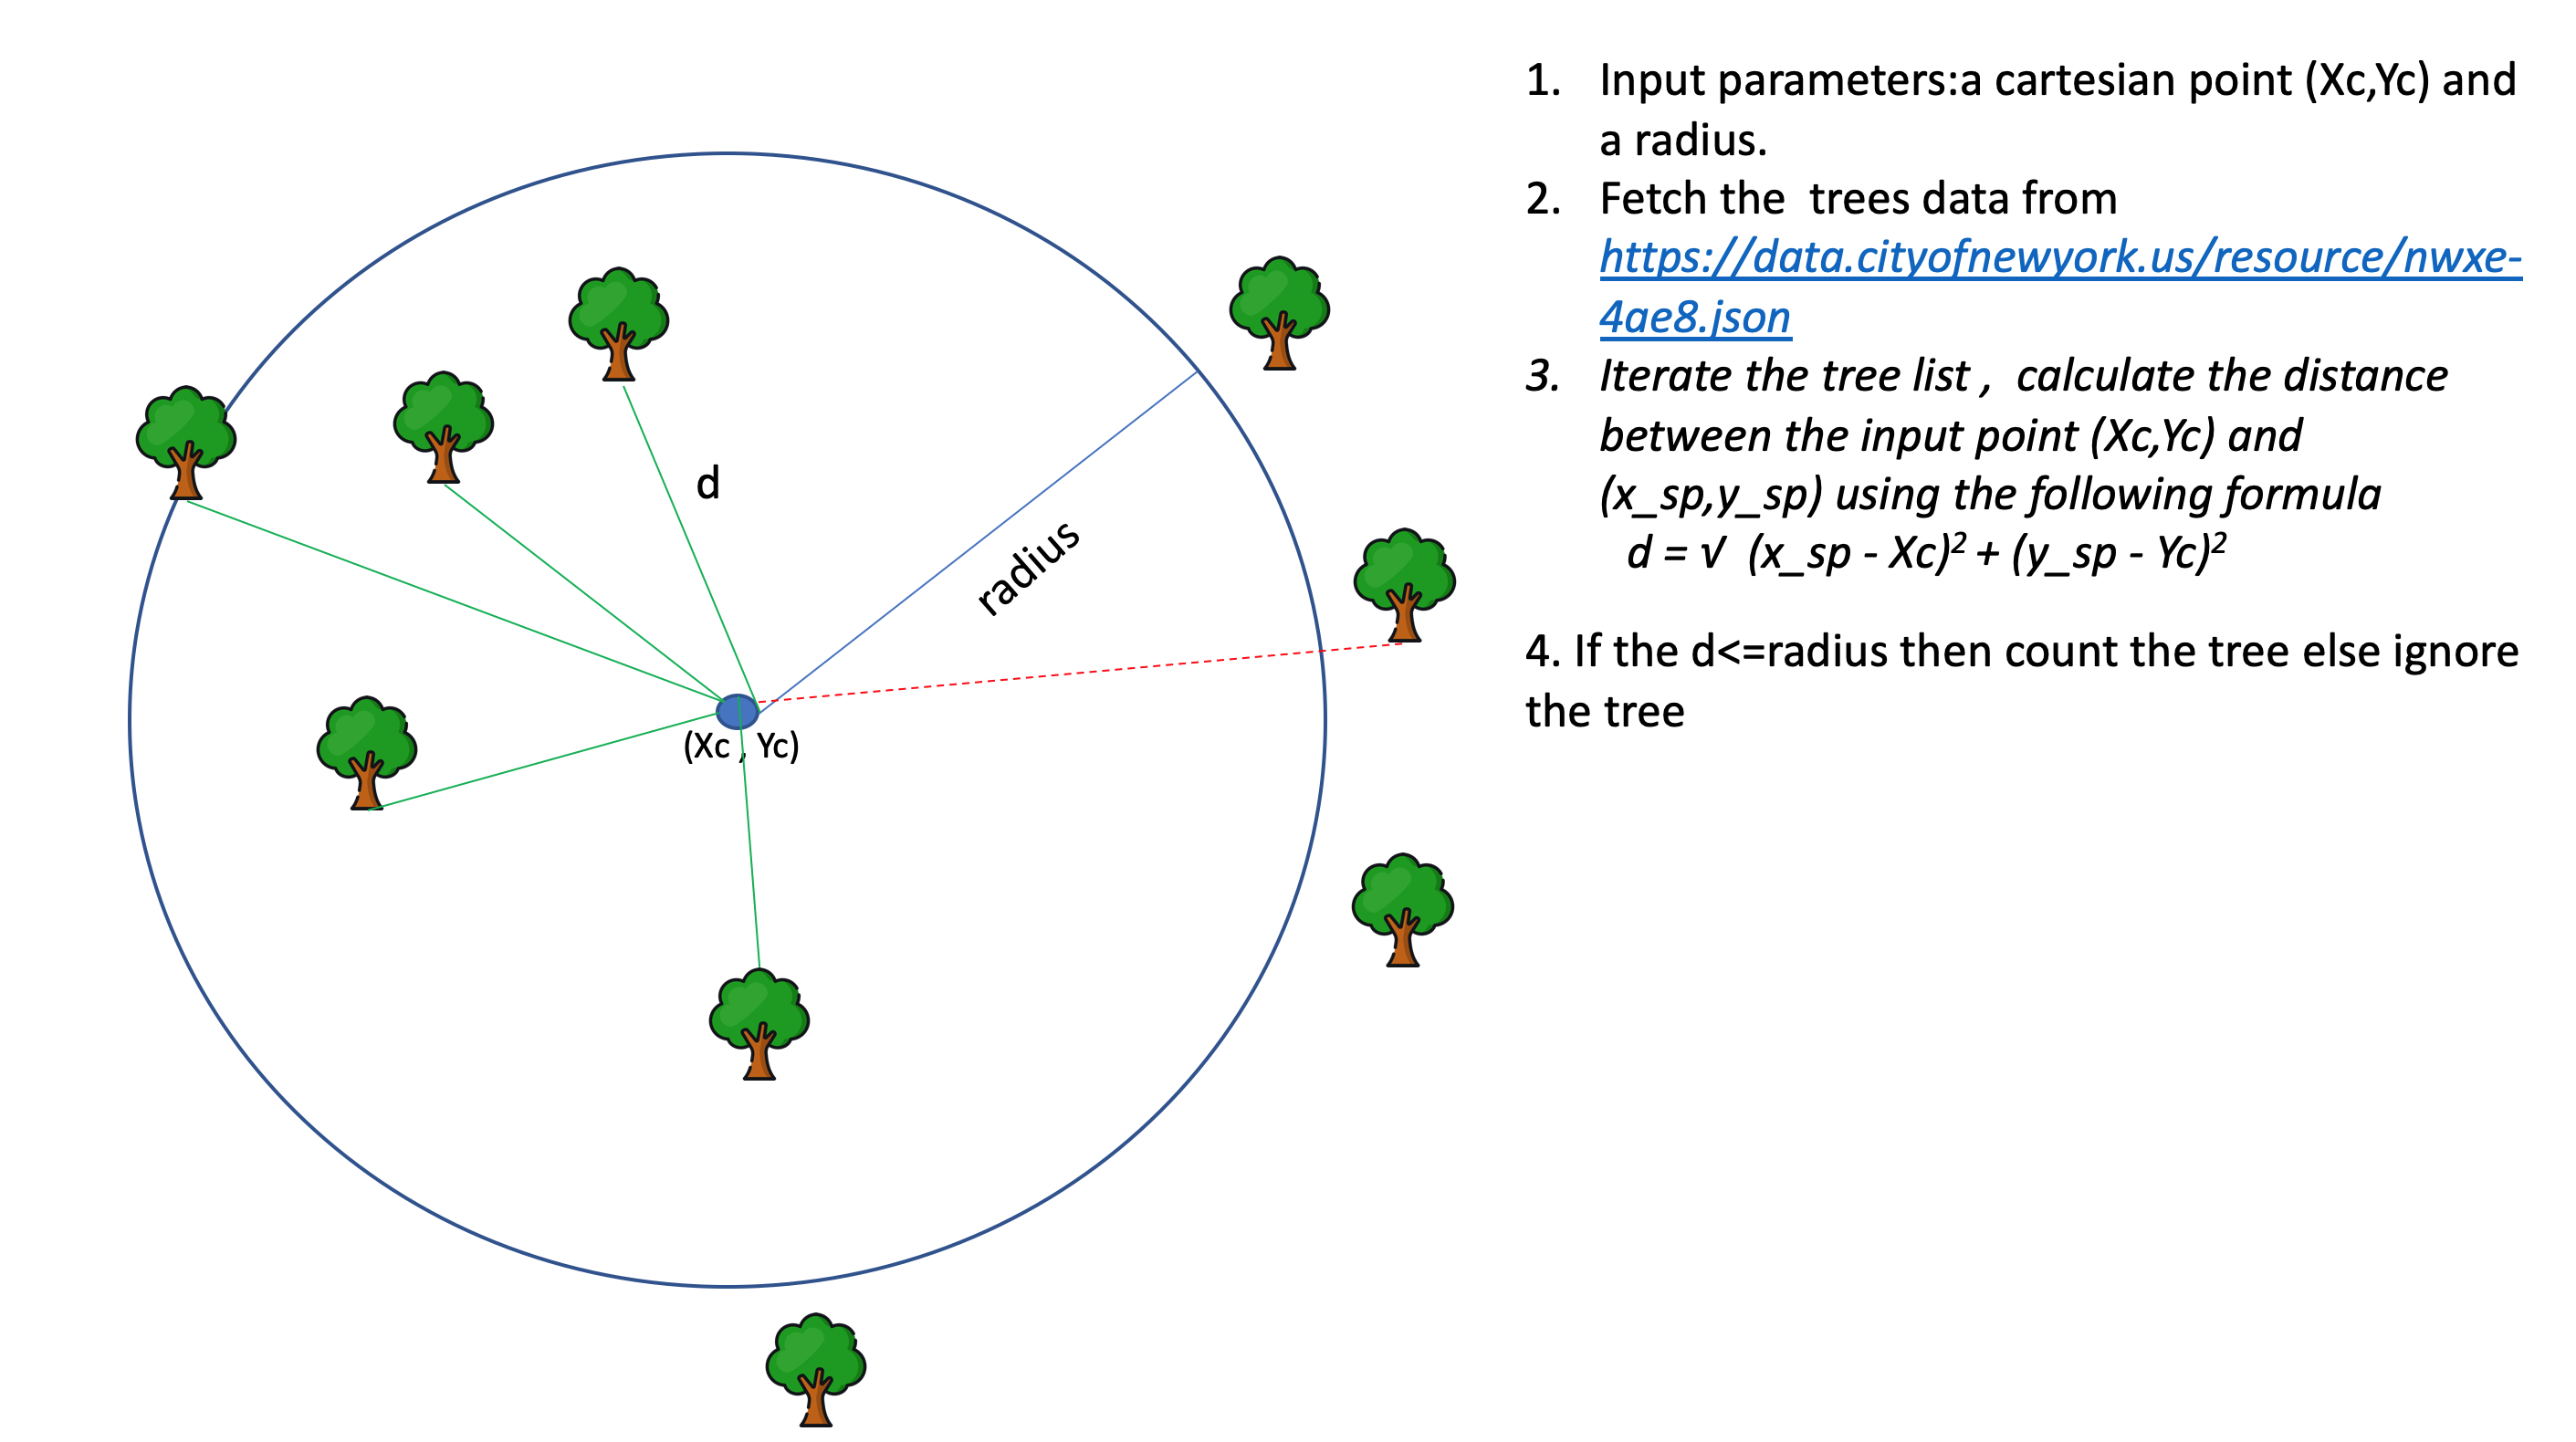 1. Input parameters:a cartesian point (Xc,Yc) and
a radius.
2. Fetch the  trees data from
https://data.cityofnewyork.us/resource/nwxe-
4ae8.json
3. Iterate the tree list ,  calculate the distance
between the input point (Xc,Yc) and
(x_sp,y_sp) using the following formula
d = √  (x_sp - Xc)² + (y_sp - Yc)²
4. If the d<=radius then count the tree else ignore
the tree
d
radius
(Xc , Yc)